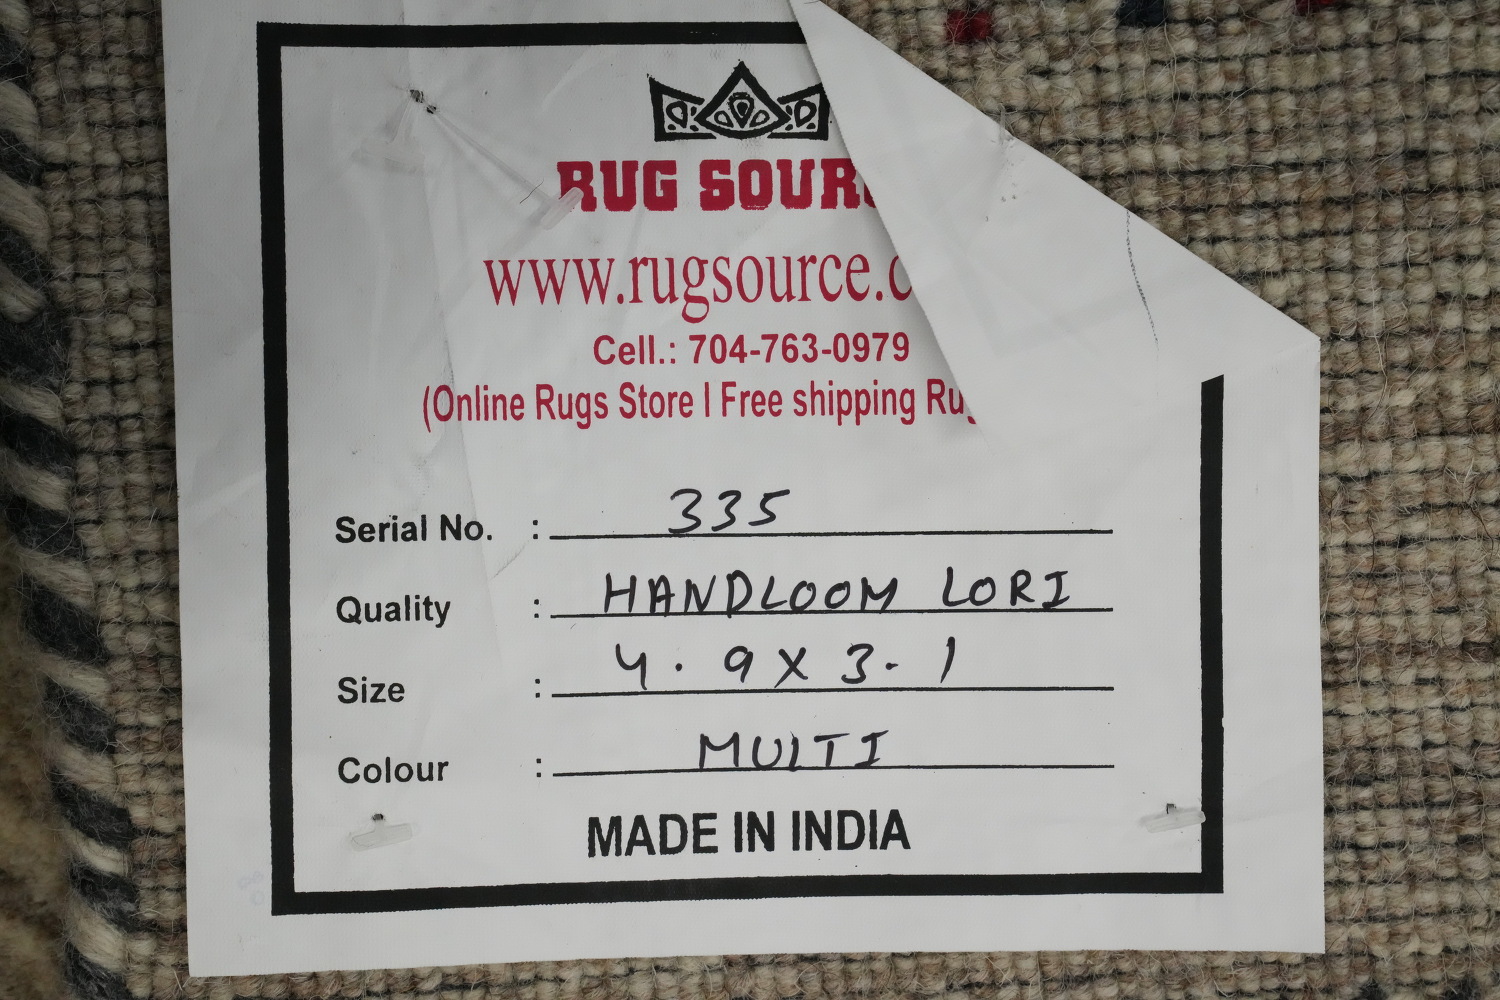 RUG SOUR
www.rugsource.c
Cell.: 704-763-0979
(Online Rugs Store I Free shipping Ru
Serial No. : 335
Quality : HANDLOOM LORI
Size : 4.9X3.1
Colour : MULTI
MADE IN INDIA